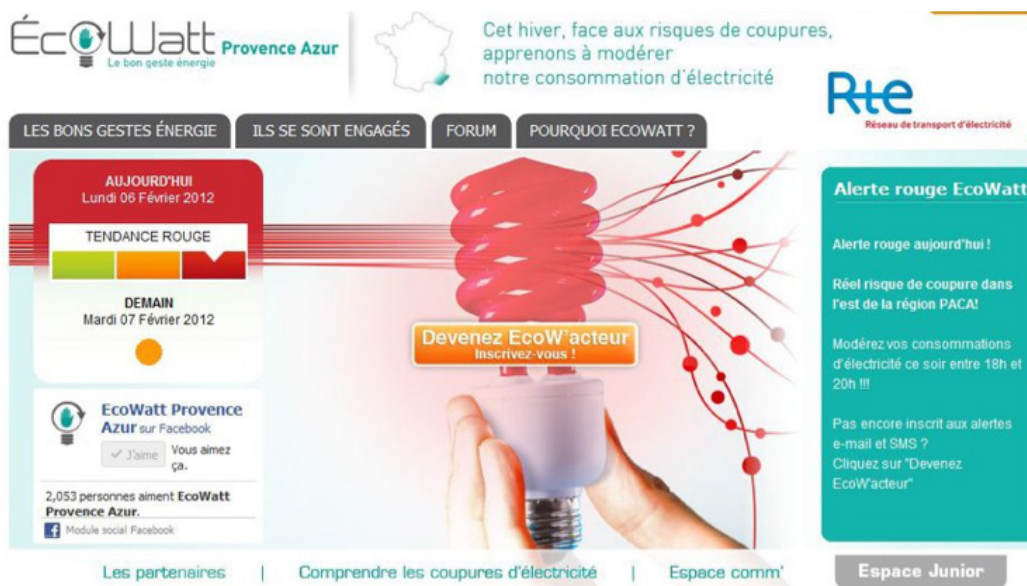 ÉcoWatt Provence Azur
Le bon geste énergie
Cet hiver, face aux risques de coupures,
apprenons à modérer
notre consommation d'électricité
Rte
Réseau de transport d'électricité
LES BONS GESTES ÉNERGIE
ILS SE SONT ENGAGÉS
FORUM
POURQUOI ECOWATT ?
AUJOURD'HUI
Lundi 06 Février 2012
TENDANCE ROUGE
DEMAIN
Mardi 07 Février 2012
EcoWatt Provence
Azur sur Facebook
J'aime
Vous aimez
ça.
2,053 personnes aiment EcoWatt
Provence Azur.
Module social Facebook
Devenez EcoW'acteur
Inscrivez-vous !
Alerte rouge EcoWatt
Alerte rouge aujourd'hui !
Réel risque de coupure dans
l'est de la région PACA!
Modérez vos consommations
d'électricité ce soir entre 18h et
20h !!!
Pas encore inscrit aux alertes
e-mail et SMS ?
Cliquez sur "Devenez
EcoW'acteur"
Les partenaires | Comprendre les coupures d'électricité | Espace comm'
Espace Junior